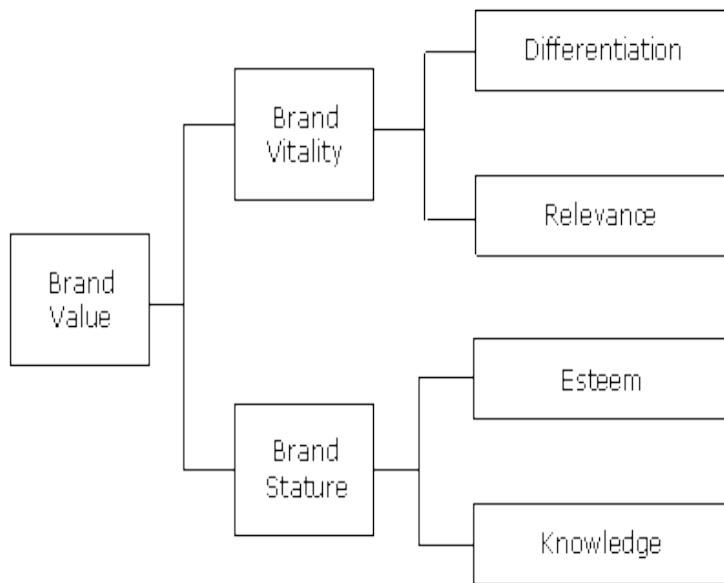 Differentiation
Brand
Vitality
Relevance
Brand
Value
Esteem
Brand
Stature
Knowledge